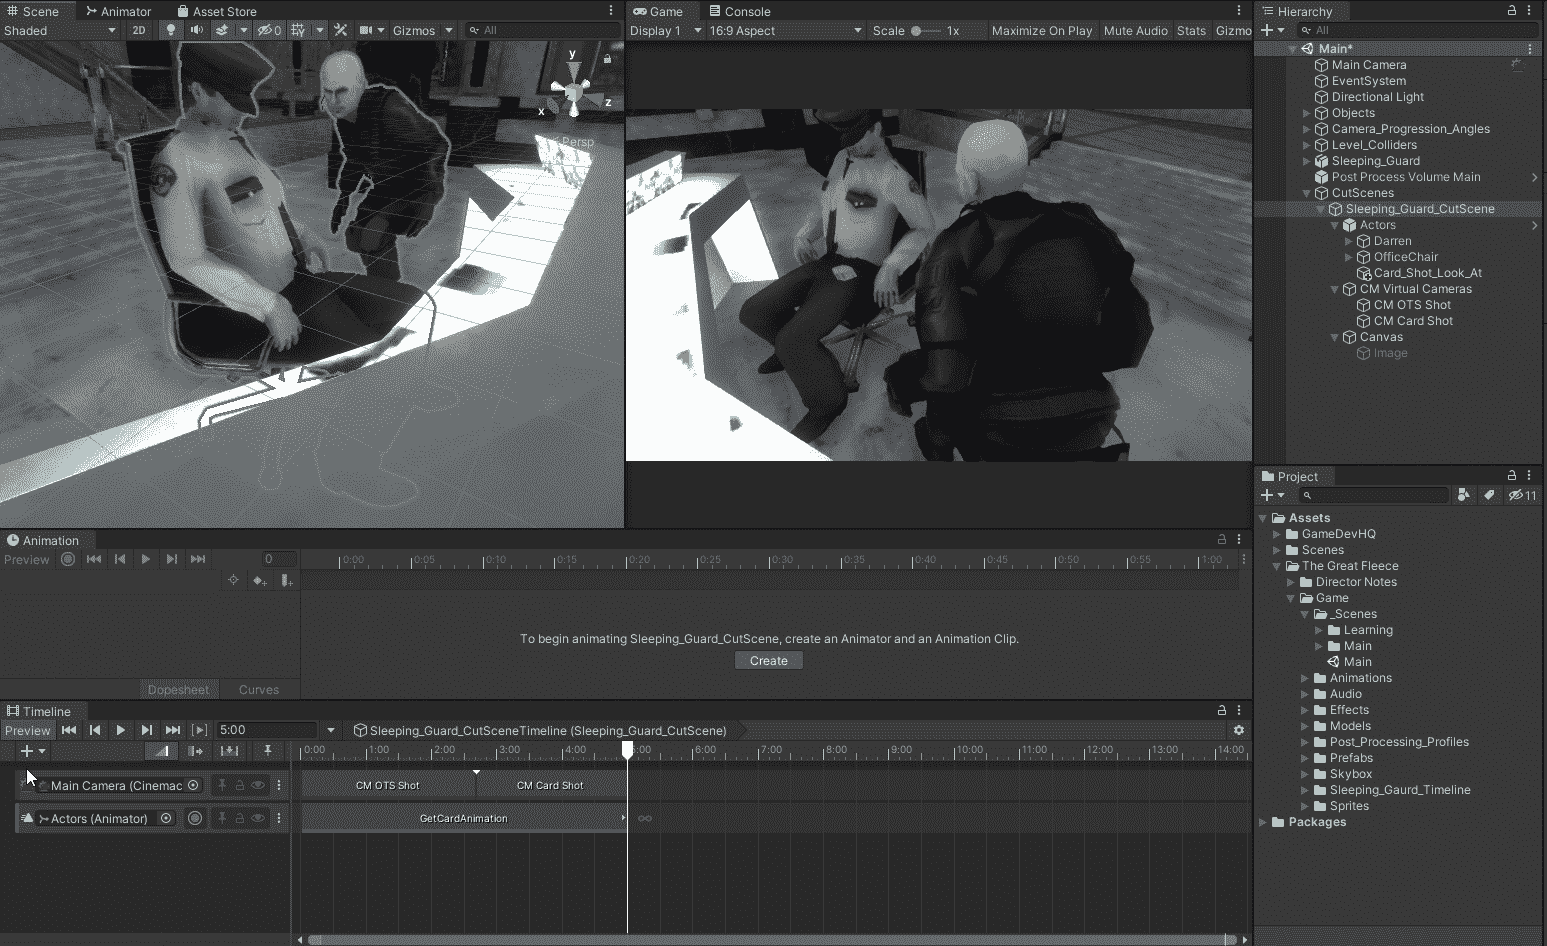 Scene Animator Asset Store
Shaded 2D 0 Gizmos All
y
x z
Persp
Game Console
Display 1 16:9 Aspect Scale 1x Maximize On Play Mute Audio Stats Gizmo
Hierarchy
All
Main*
Main Camera
EventSystem
Directional Light
Objects
Camera_Progression_Angles
Level_Colliders
Sleeping_Guard
Post Process Volume Main
CutScenes
Sleeping_Guard_CutScene
Actors
Darren
OfficeChair
Card_Shot_Look_At
CM Virtual Cameras
CM OTS Shot
CM Card Shot
Canvas
Image
Project
11
Assets
GameDevHQ
Scenes
The Great Fleece
Director Notes
Game
_Scenes
Learning
Main
Main
Animations
Audio
Effects
Models
Post_Processing_Profiles
Prefabs
Skybox
Sleeping_Gaurd_Timeline
Sprites
Packages
Animation
Preview 0 0:00 0:05 0:10 0:15 0:20 0:25 0:30 0:35 0:40 0:45 0:50 0:55 1:00
To begin animating Sleeping_Guard_CutScene, create an Animator and an Animation Clip.
Create
Dopesheet Curves
Timeline
Preview 5:00 Sleeping_Guard_CutSceneTimeline (Sleeping_Guard_CutScene)
0:00 1:00 2:00 3:00 4:00 5:00 6:00 7:00 8:00 9:00 10:00 11:00 12:00 13:00 14:00
Main Camera (Cinemac CM OTS Shot CM Card Shot
Actors (Animator) GetCardAnimation